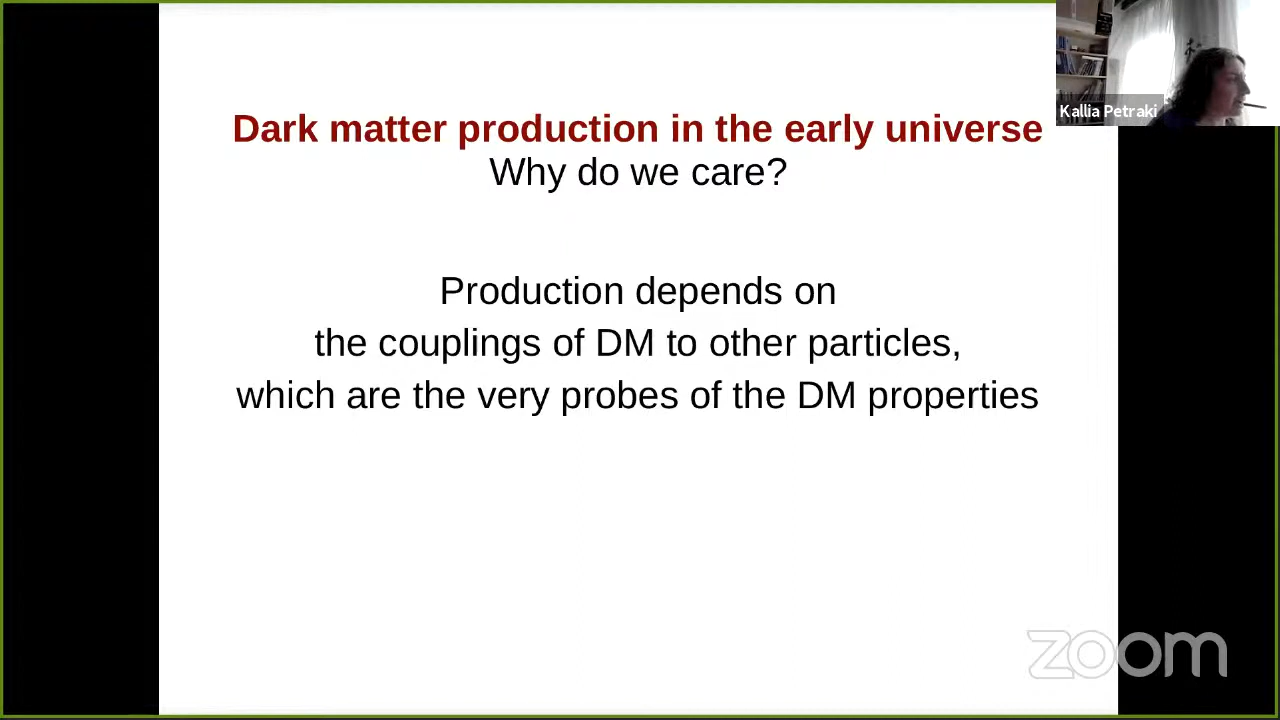 Dark matter production in the early universe
Why do we care?
Production depends on
the couplings of DM to other particles,
which are the very probes of the DM properties
Kallia Petraki
zoom